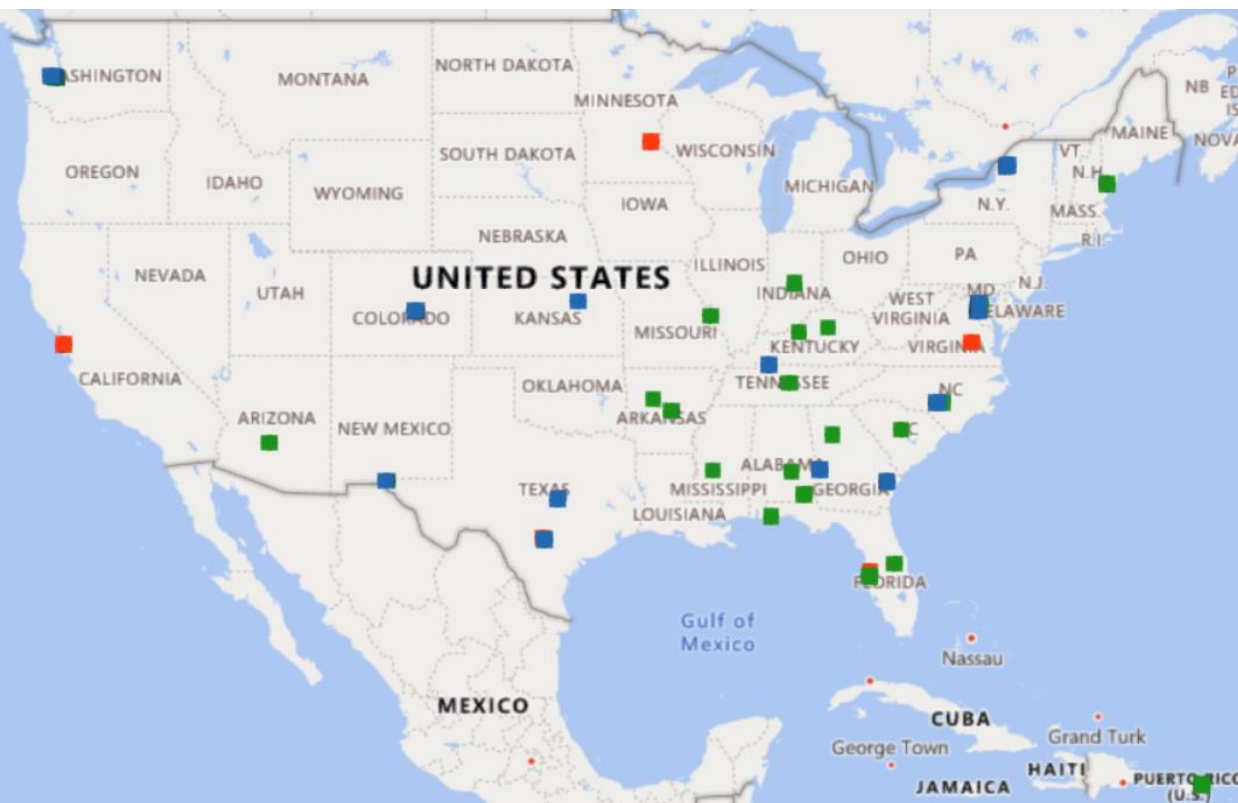 ASHINGTON
MONTANA
NORTH DAKOTA
MINNESOTA
NB
P
ED
IS
MAINE
NOVA
VT.
N.H.
OREGON
IDAHO
WYOMING
SOUTH DAKOTA
WISCONSIN
MICHIGAN
N.Y.
MASS.
R.I.
IOWA
NEBRASKA
NEVADA
UTAH
UNITED STATES
ILLINOIS
INDIANA
OHIO
PA
N.J.
MD
ELAWARE
WEST
VIRGINIA
COLORADO
KANSAS
MISSOURI
KENTUCKY
VIRGINIA
CALIFORNIA
OKLAHOMA
TENNESSEE
NC
ARIZONA
NEW MEXICO
ARKANSAS
C
ALABAMA
TEXAS
MISSISSIPPI
GEORGIA
LOUISIANA
FLORIDA
Gulf of
Mexico
Nassau
MEXICO
CUBA
George Town
Grand Turk
HAITI
JAMAICA
PUERTO RICO
(U.S.)